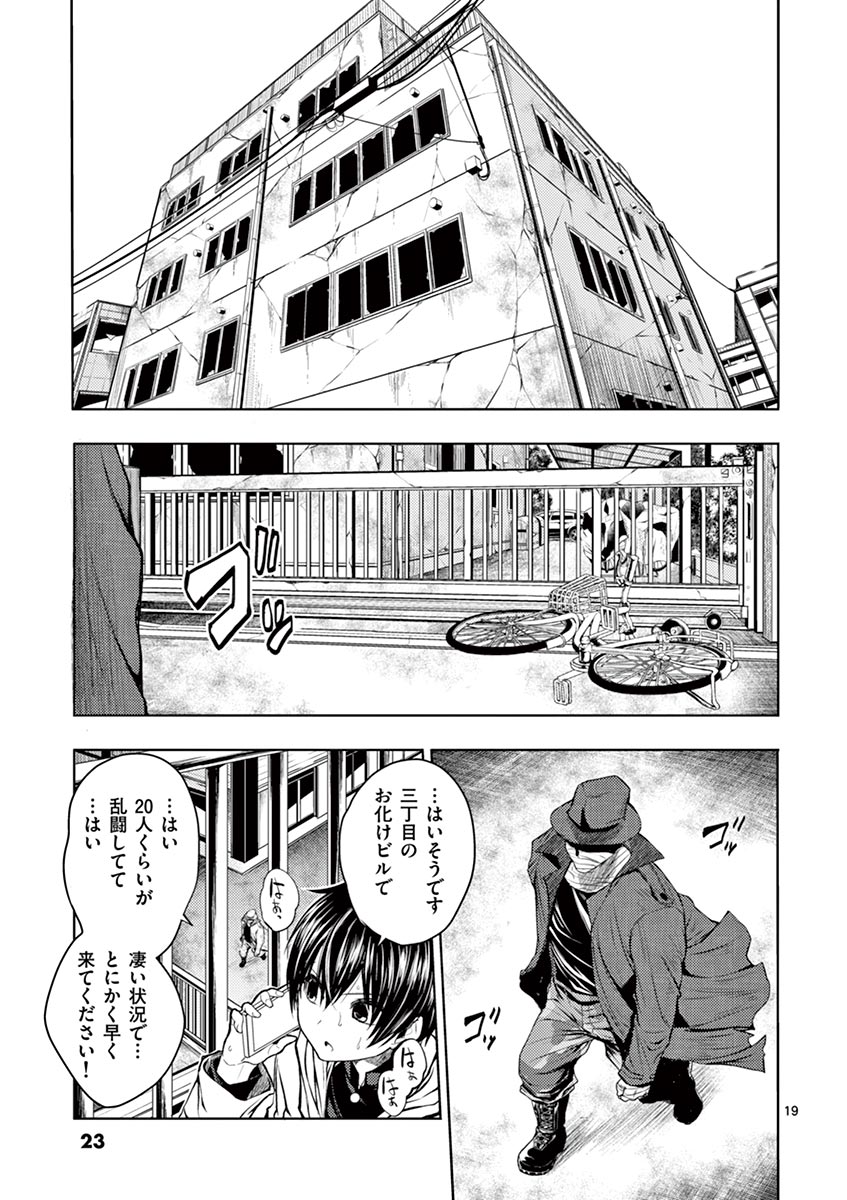 ゴッ
ゴッ
ゴッ
…はいそうです
三丁目の
お化けビルで
はぁ、
はぁ
はぁ
…はい
20人くらいが
乱闘してて
…はい
凄い状況で…
とにかく早く
来てください！
19
23